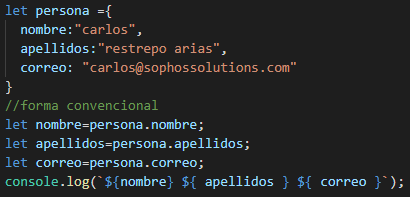 let persona ={
  nombre:"carlos",
  apellidos:"restrepo arias",
  correo: "carlos@sophossolutions.com"
}
//forma convencional
let nombre=persona.nombre;
let apellidos=persona.apellidos;
let correo=persona.correo;
console.log(`${nombre} ${ apellidos } ${ correo }`);